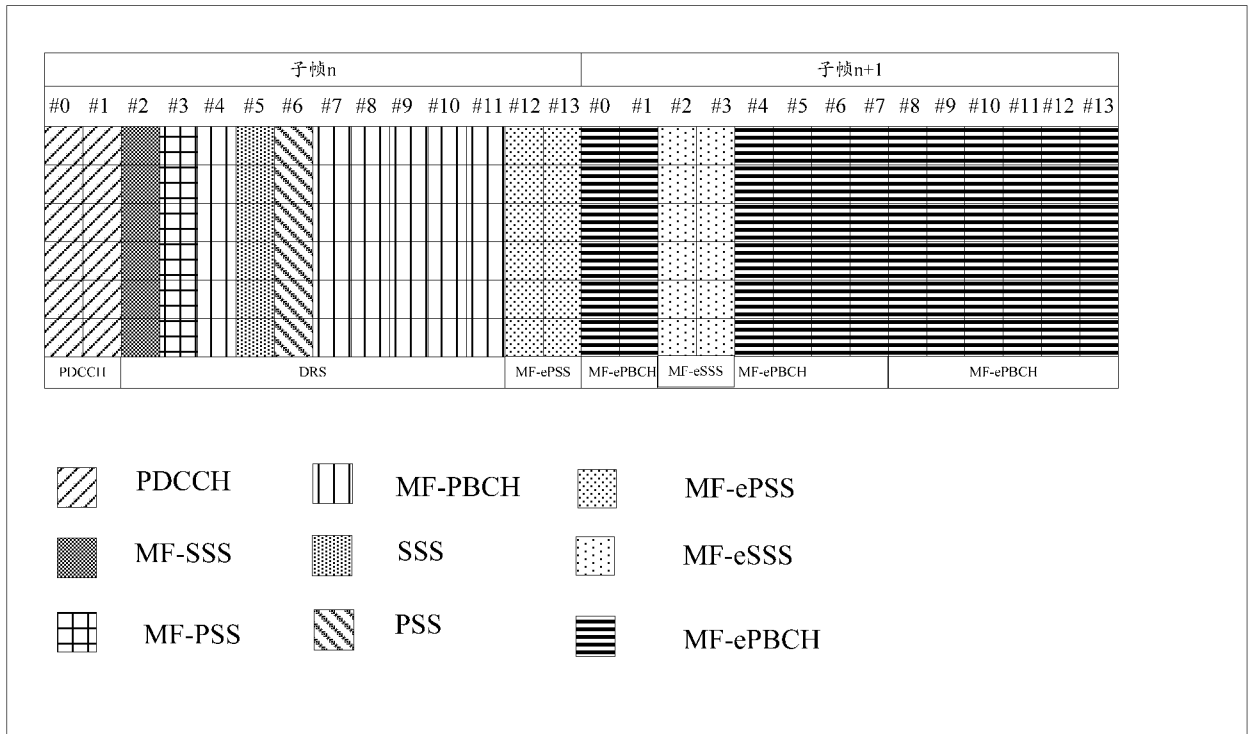 子帧n 子帧n+1
#0 #1 #2 #3 #4 #5 #6 #7 #8 #9 #10 #11 #12 #13 #0 #1 #2 #3 #4 #5 #6 #7 #8 #9 #10 #11 #12 #13
PDCCH DRS MF-ePSS MF-ePBCH MF-eSSS MF-ePBCH MF-ePBCH
PDCCH MF-PBCH MF-ePSS
MF-SSS SSS MF-eSSS
MF-PSS PSS MF-ePBCH